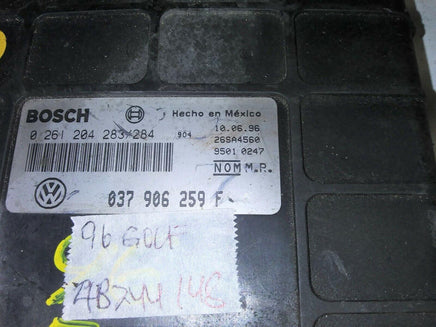 BOSCH Hecho en México
0 261 204 283/284 904 10.06.96
26SA4560
9501 0247
NOM M.R.
VW 037 906 259 F
96 GOLF